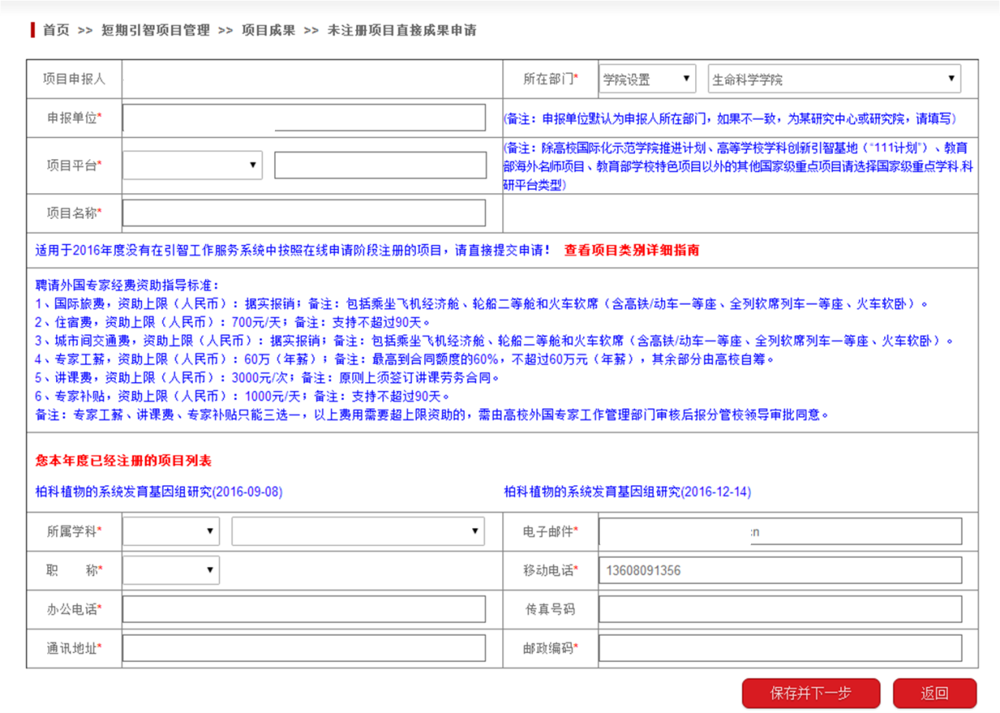 首页 >> 短期引智项目管理 >> 项目成果 >> 未注册项目直接成果申请
项目申报人
所在部门* 学院设置 生命科学学院
申报单位*
(备注：申报单位默认为申报人所在部门，如果不一致，为某研究中心或研究院，请填写)
项目平台*
(备注：除高校国际化示范学院推进计划、高等学校学科创新引智基地（“111计划”）、教育
部海外名师项目、教育部学校特色项目以外的其他国家级重点项目请选择国家级重点学科,科
研平台类型)
项目名称*
适用于2016年度没有在引智工作服务系统中按照在线申请阶段注册的项目，请直接提交申请！ 查看项目类别详细指南
聘请外国专家经费资助指导标准：
1、国际旅费，资助上限（人民币）：据实报销；备注：包括乘坐飞机经济舱、轮船二等舱和火车软席（含高铁/动车一等座、全列软席列车一等座、火车软卧）。
2、住宿费，资助上限（人民币）：700元/天；备注：支持不超过90天。
3、城市间交通费，资助上限（人民币）：据实报销；备注：包括乘坐飞机经济舱、轮船二等舱和火车软席（含高铁/动车一等座、全列软席列车一等座、火车软卧）。
4、专家工薪，资助上限（人民币）：60万（年薪）；备注：最高到合同额度的60%，不超过60万元（年薪），其余部分由高校自筹。
5、讲课费，资助上限（人民币）：3000元/次；备注：原则上须签订讲课劳务合同。
6、专家补贴，资助上限（人民币）：1000元/天；备注：支持不超过90天。
备注：专家工薪、讲课费、专家补贴只能三选一，以上费用需要超上限资助的，需由高校外国专家工作管理部门审核后报分管校领导审批同意。
您本年度已经注册的项目列表
柏科植物的系统发育基因组研究(2016-09-08) 柏科植物的系统发育基因组研究(2016-12-14)
所属学科*
电子邮件* :n
职 称*
移动电话* 13608091356
办公电话*
传真号码
通讯地址*
邮政编码*
保存并下一步 返回